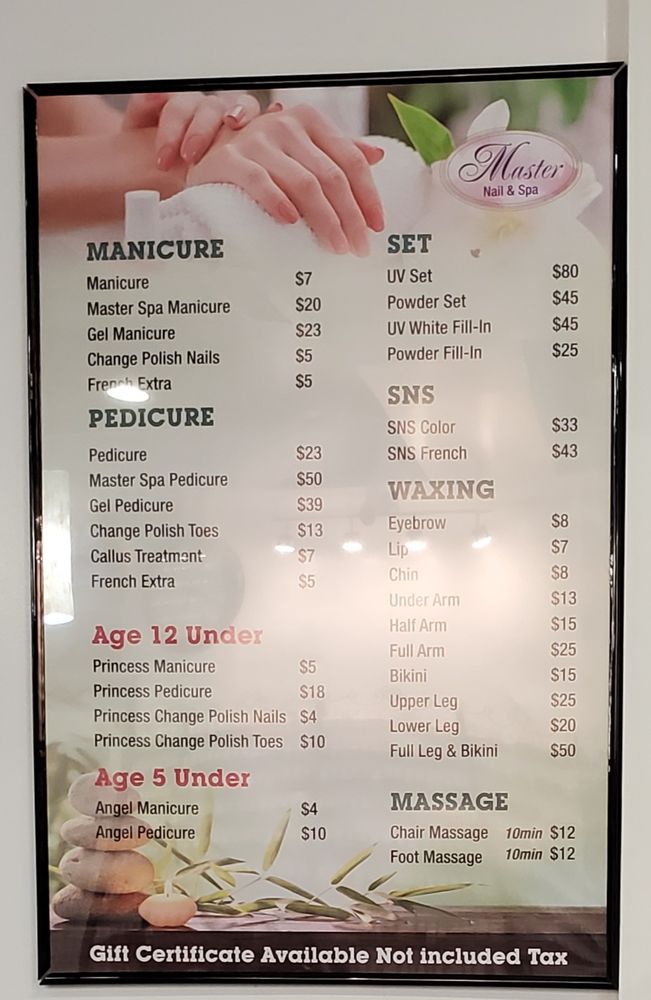 Master
Nail & Spa
MANICURE
Manicure $7
Master Spa Manicure $20
Gel Manicure $23
Change Polish Nails $5
French Extra $5
PEDICURE
Pedicure $23
Master Spa Pedicure $50
Gel Pedicure $39
Change Polish Toes $13
Callus Treatment $7
French Extra $5
Age 12 Under
Princess Manicure $5
Princess Pedicure $18
Princess Change Polish Nails $4
Princess Change Polish Toes $10
Age 5 Under
Angel Manicure $4
Angel Pedicure $10
SET
UV Set $80
Powder Set $45
UV White Fill-In $45
Powder Fill-In $25
SNS
SNS Color $33
SNS French $43
WAXING
Eyebrow $8
Lip $7
Chin $8
Under Arm $13
Half Arm $15
Full Arm $25
Bikini $15
Upper Leg $25
Lower Leg $20
Full Leg & Bikini $50
MASSAGE
Chair Massage 10min $12
Foot Massage 10min $12
Gift Certificate Available Not included Tax